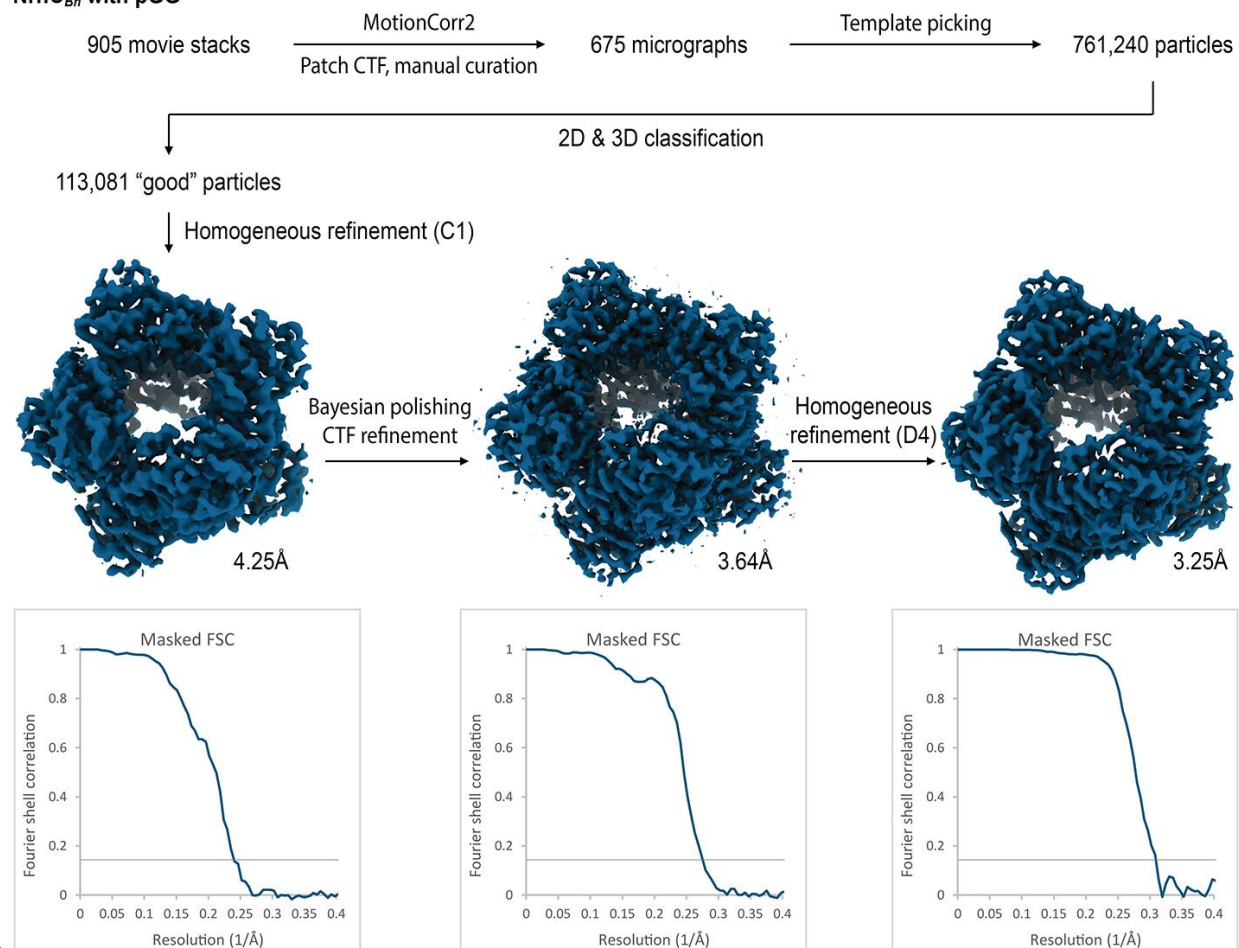 905 movie stacks
MotionCorr2
Patch CTF, manual curation
675 micrographs
Template picking
761,240 particles
2D & 3D classification
113,081 “good” particles
Homogeneous refinement (C1)
4.25Å
Bayesian polishing
CTF refinement
3.64Å
Homogeneous
refinement (D4)
3.25Å
Masked FSC
Fourier shell correlation
1
0.8
0.6
0.4
0.2
0
0 0.05 0.1 0.15 0.2 0.25 0.3 0.35 0.4
Resolution (1/Å)
Masked FSC
Fourier shell correlation
1
0.8
0.6
0.4
0.2
0
0 0.05 0.1 0.15 0.2 0.25 0.3 0.35 0.4
Resolution (1/Å)
Masked FSC
Fourier shell correlation
1
0.8
0.6
0.4
0.2
0
0 0.05 0.1 0.15 0.2 0.25 0.3 0.35 0.4
Resolution (1/Å)